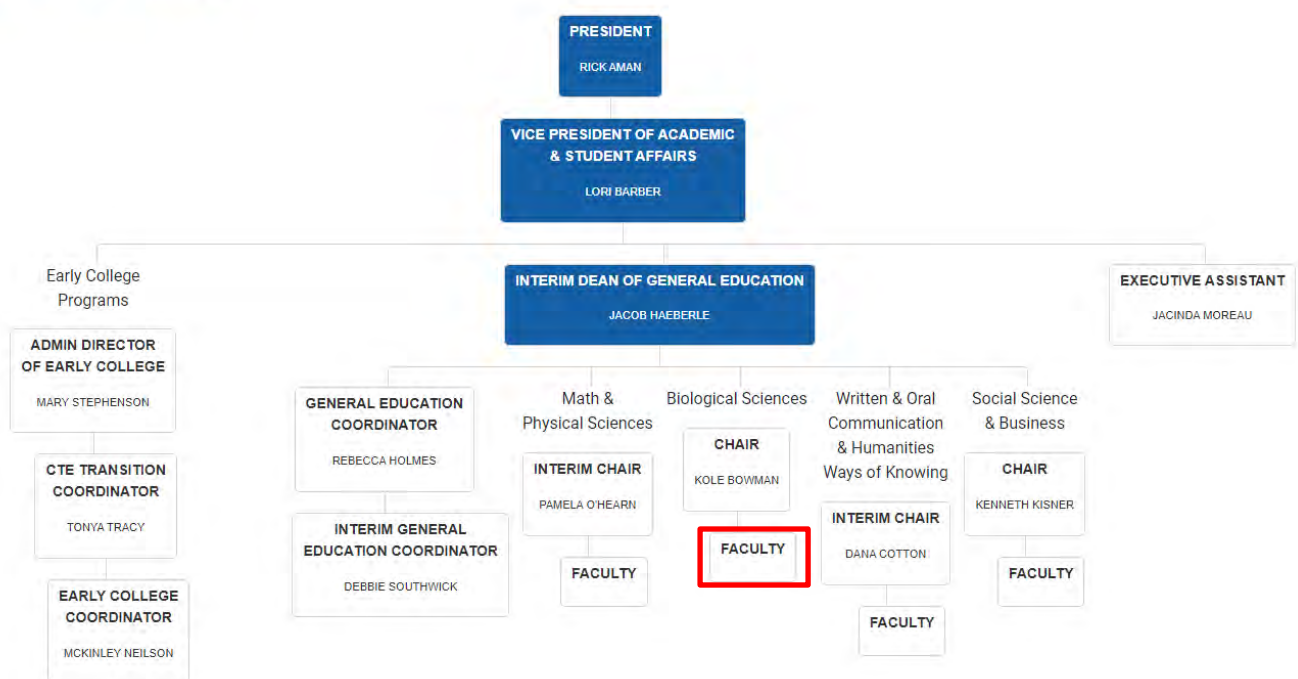 PRESIDENT
RICK AMAN
VICE PRESIDENT OF ACADEMIC
& STUDENT AFFAIRS
LORI BARBER
Early College
Programs
ADMIN DIRECTOR
OF EARLY COLLEGE
MARY STEPHENSON
CTE TRANSITION
COORDINATOR
TONYA TRACY
EARLY COLLEGE
COORDINATOR
MCKINLEY NEILSON
INTERIM DEAN OF GENERAL EDUCATION
JACOB HAEBERLE
GENERAL EDUCATION
COORDINATOR
REBECCA HOLMES
INTERIM GENERAL
EDUCATION COORDINATOR
DEBBIE SOUTHWICK
Math &
Physical Sciences
INTERIM CHAIR
PAMELA O'HEARN
FACULTY
Biological Sciences
CHAIR
KOLE BOWMAN
FACULTY
Written & Oral
Communication
& Humanities
Ways of Knowing
INTERIM CHAIR
DANA COTTON
FACULTY
Social Science
& Business
CHAIR
KENNETH KISNER
FACULTY
EXECUTIVE ASSISTANT
JACINDA MOREAU